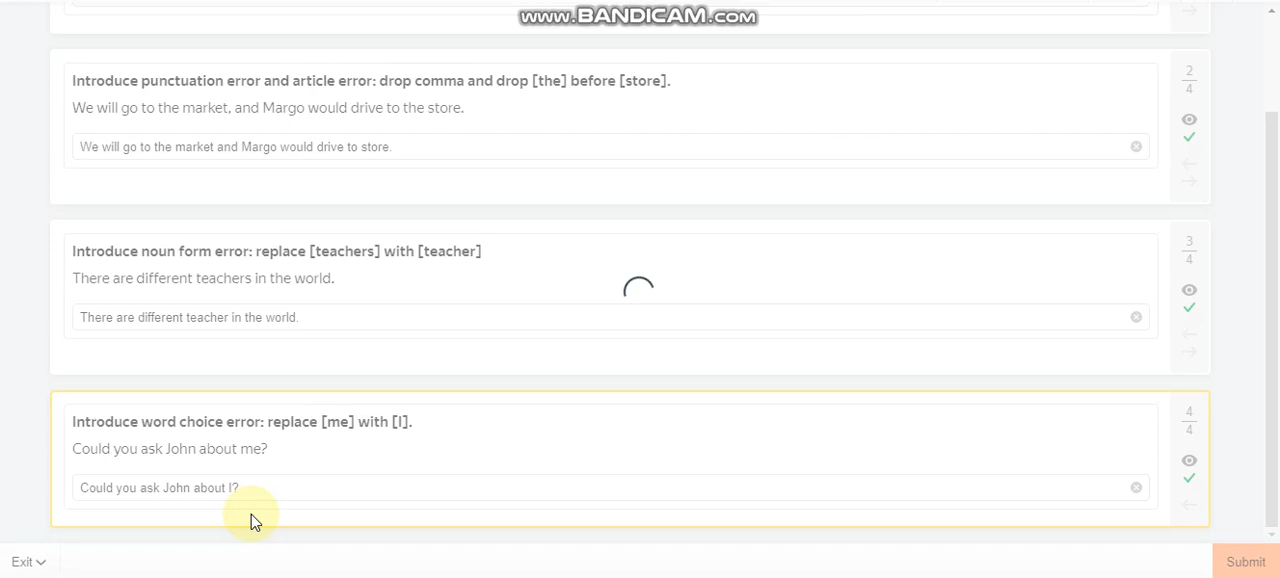 www.BANDICAM.com
Introduce punctuation error and article error: drop comma and drop [the] before [store].
We will go to the market, and Margo would drive to the store.
We will go to the market and Margo would drive to store.
2
4
Introduce noun form error: replace [teachers] with [teacher]
There are different teachers in the world.
There are different teacher in the world.
3
4
Introduce word choice error: replace [me] with [I].
Could you ask John about me?
Could you ask John about I?
4
4
Exit
Submit